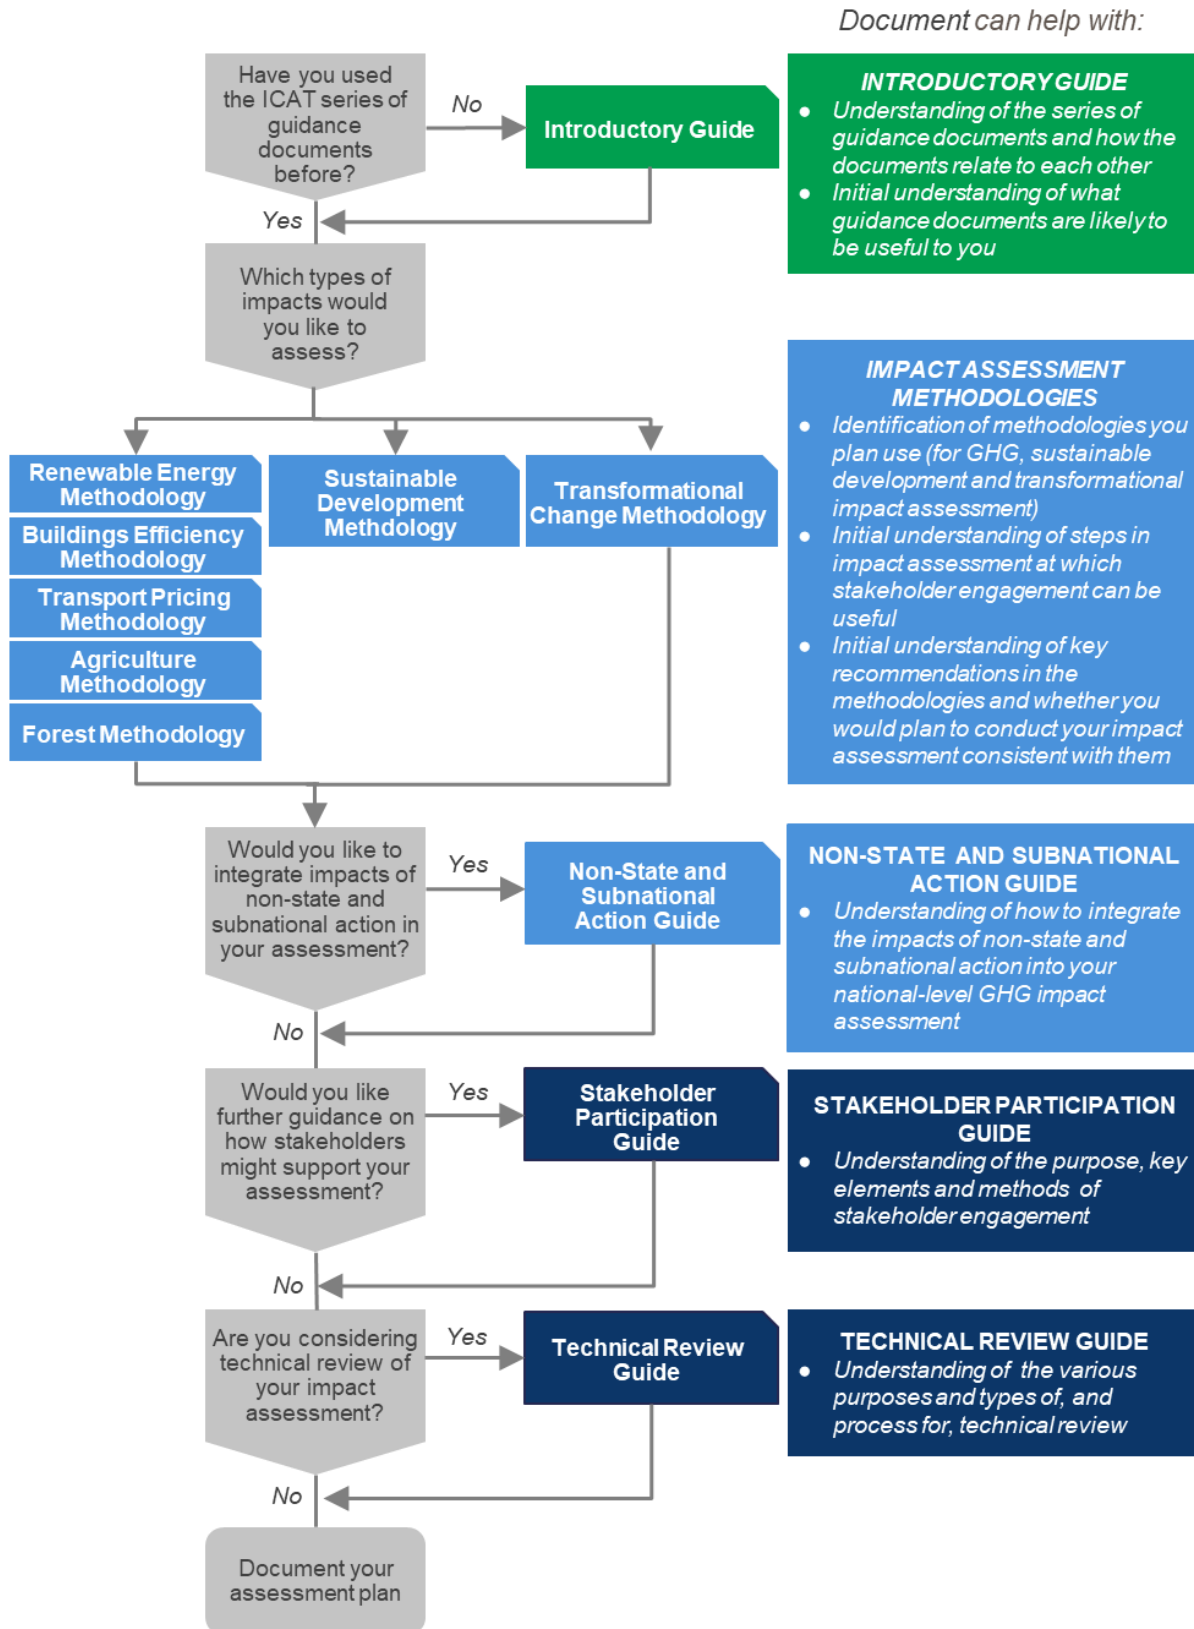 Document can help with:
Have you used
the ICAT series of
guidance
documents
before?
No
Introductory Guide
INTRODUCTORY GUIDE
● Understanding of the series of
guidance documents and how the
documents relate to each other
● Initial understanding of what
guidance documents are likely to
be useful to you
Yes
Which types of
impacts would
you like to
assess?
Renewable Energy
Methodology
Buildings Efficiency
Methodology
Transport Pricing
Methodology
Agriculture
Methodology
Forest Methodology
Sustainable
Development
Methdology
Transformational
Change Methodology
IMPACT ASSESSMENT
METHODOLOGIES
● Identification of methodologies you
plan use (for GHG, sustainable
development and transformational
impact assessment)
● Initial understanding of steps in
impact assessment at which
stakeholder engagement can be
useful
● Initial understanding of key
recommendations in the
methodologies and whether you
would plan to conduct your impact
assessment consistent with them
Would you like to
integrate impacts of
non-state and
subnational action in
your assessment?
Yes
Non-State and
Subnational
Action Guide
NON-STATE AND SUBNATIONAL
ACTION GUIDE
● Understanding of how to integrate
the impacts of non-state and
subnational action into your
national-level GHG impact
assessment
No
Would you like
further guidance on
how stakeholders
might support your
assessment?
Yes
Stakeholder
Participation
Guide
STAKEHOLDER PARTICIPATION
GUIDE
● Understanding of the purpose, key
elements and methods of
stakeholder engagement
No
Are you considering
technical review of
your impact
assessment?
Yes
Technical Review
Guide
TECHNICAL REVIEW GUIDE
● Understanding of the various
purposes and types of, and
process for, technical review
No
Document your
assessment plan